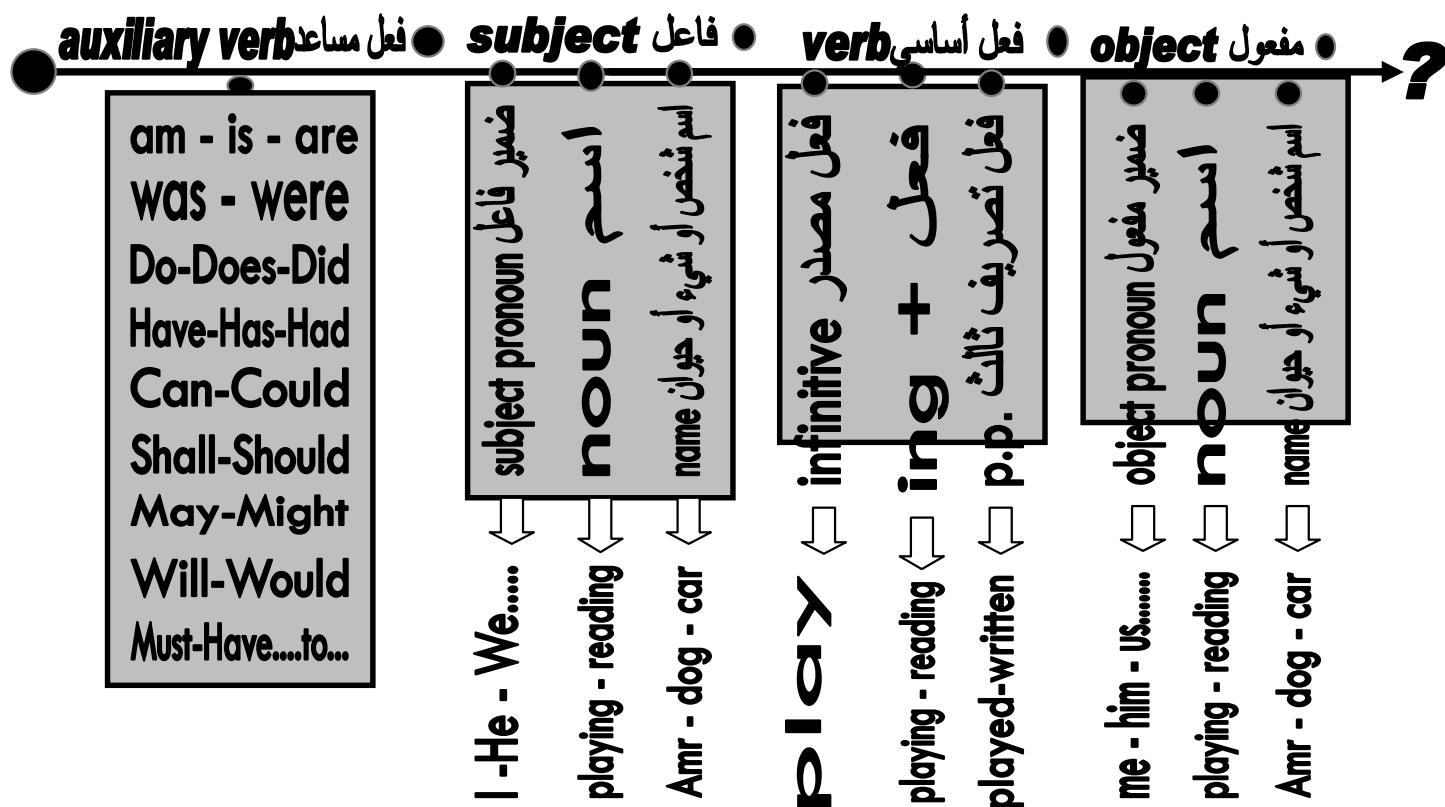 auxiliary verb فعل مساعد
subject فاعل
verb فعل أساسي
object مفعول
?
am - is - are
was - were
Do-Does-Did
Have-Has-Had
Can-Could
Shall-Should
May-Might
Will-Would
Must-Have....to...
subject pronoun ضمير فاعل
noun اسم
name اسم شخص أو شيء أو حيوان
I -He - We.....
playing - reading
Amr - dog - car
infinitive فعل مصدر
ing + فعل
p.p. فعل تصريف ثالث
play
playing - reading
played-written
object pronoun ضمير مفعول
noun اسم
name اسم شخص أو شيء أو حيوان
me - him - us.......
playing - reading
Amr - dog - car